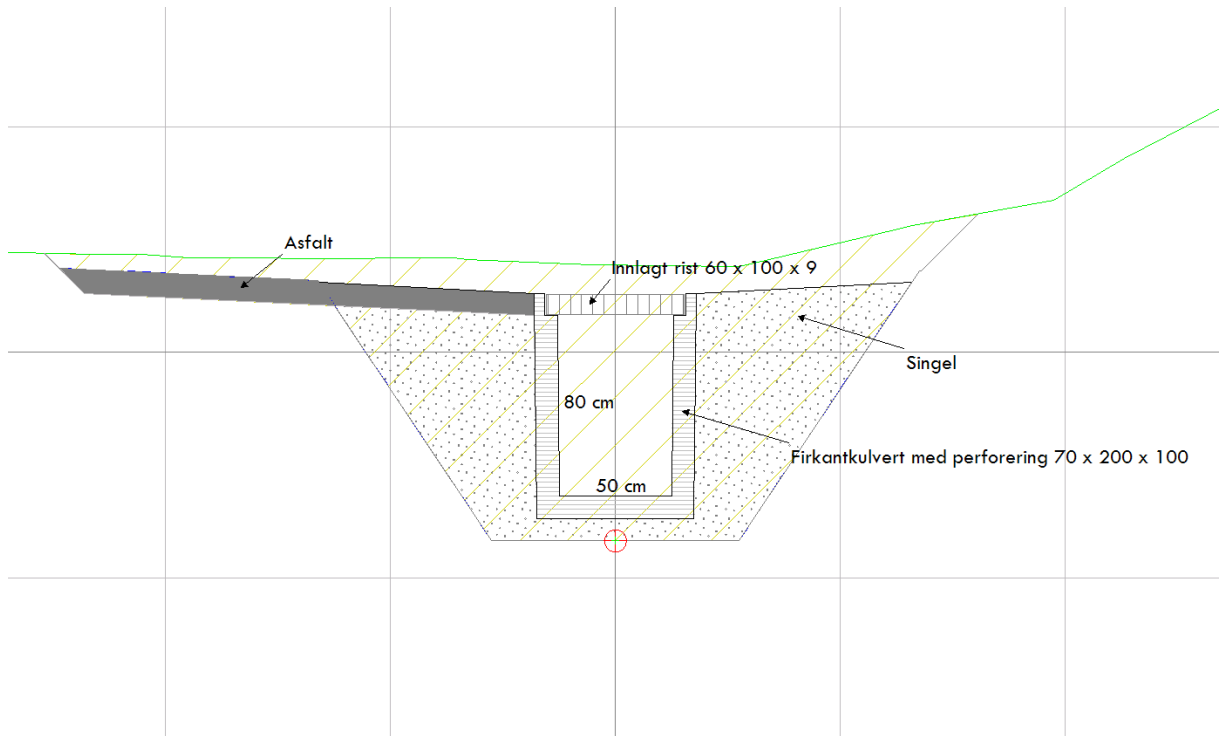 Asfalt
Innlagt rist 60 x 100 x 9
Singel
80 cm
Firkantkulvert med perforering 70 x 200 x 100
50 cm